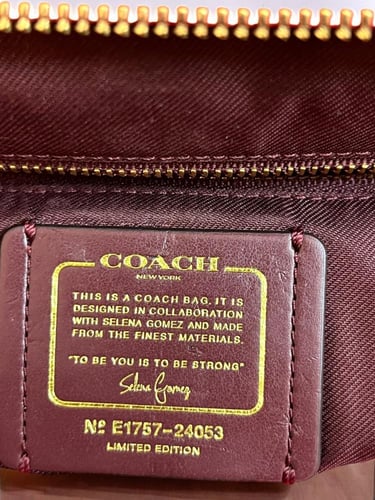 COACH
NEW YORK
THIS IS A COACH BAG. IT IS
DESIGNED IN COLLABORATION
WITH SELENA GOMEZ AND MADE
FROM THE FINEST MATERIALS.
"TO BE YOU IS TO BE STRONG"
Selena Gomez
Nº E1757-24053
LIMITED EDITION